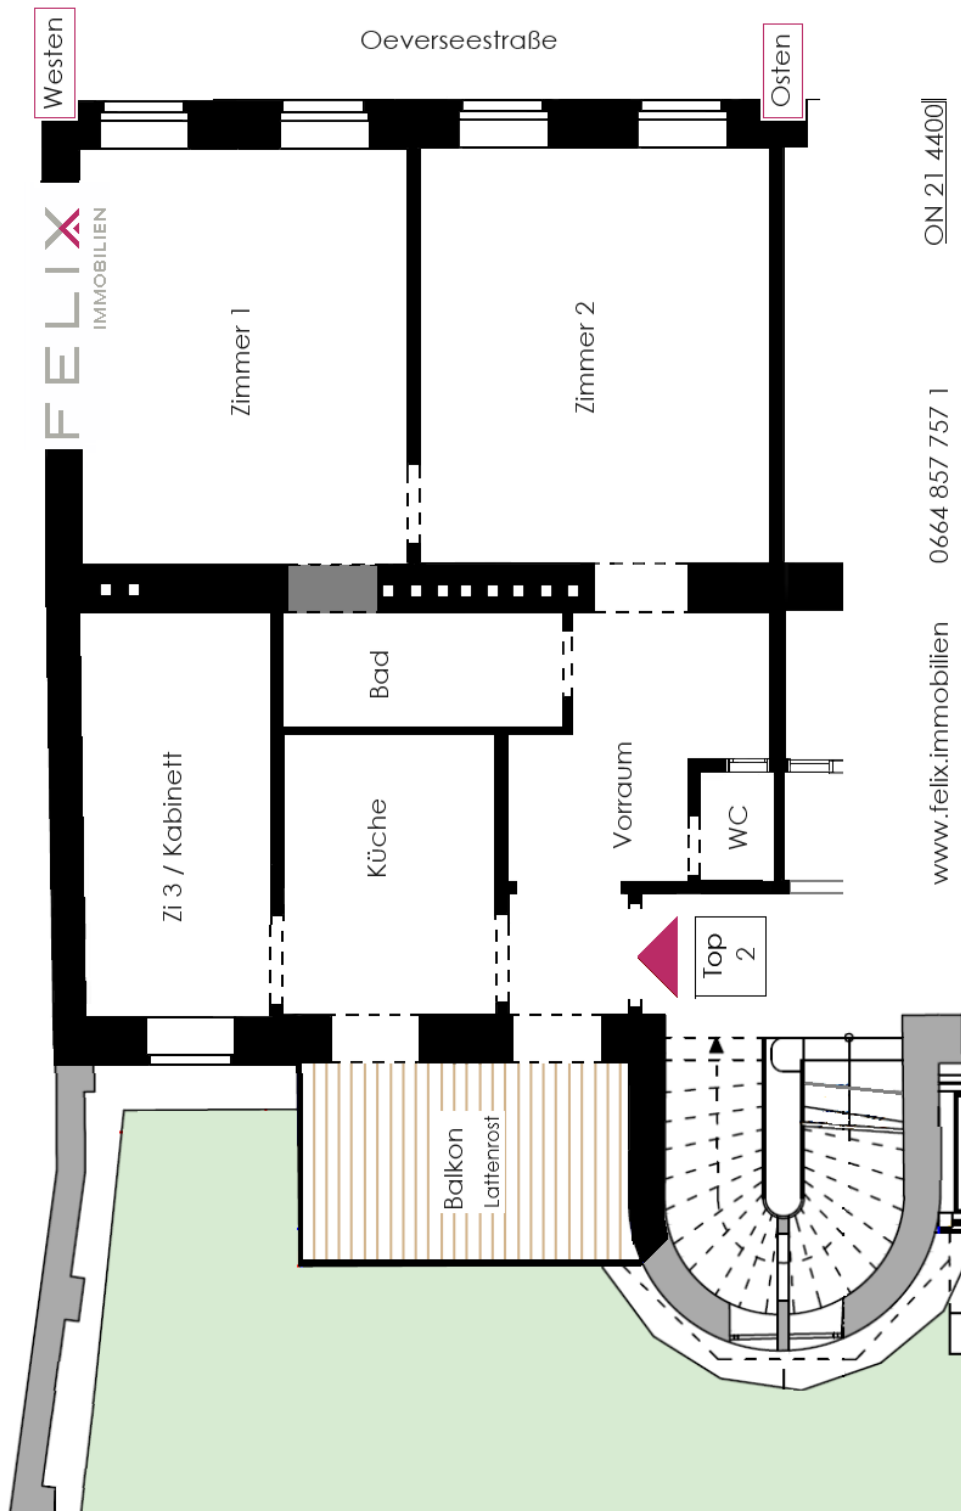 Oeverseestraße
Westen
Osten
FELIX
IMMOBILIEN
ON 21 4400
Zimmer 1
Zimmer 2
0664 857 757 1
Bad
Zi 3 / Kabinett
Küche
Vorraum
WC
www.felix.immobilien
Top
2
Balkon
Lattenrost